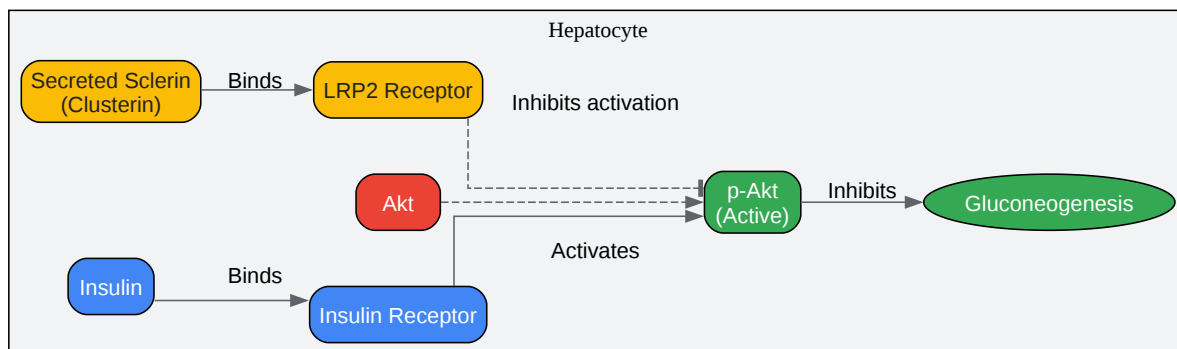 Hepatocyte
Secreted Sclerin
(Clusterin)
Binds
LRP2 Receptor
Inhibits activation
Akt
p-Akt
(Active)
Inhibits
Gluconeogenesis
Activates
Insulin
Binds
Insulin Receptor